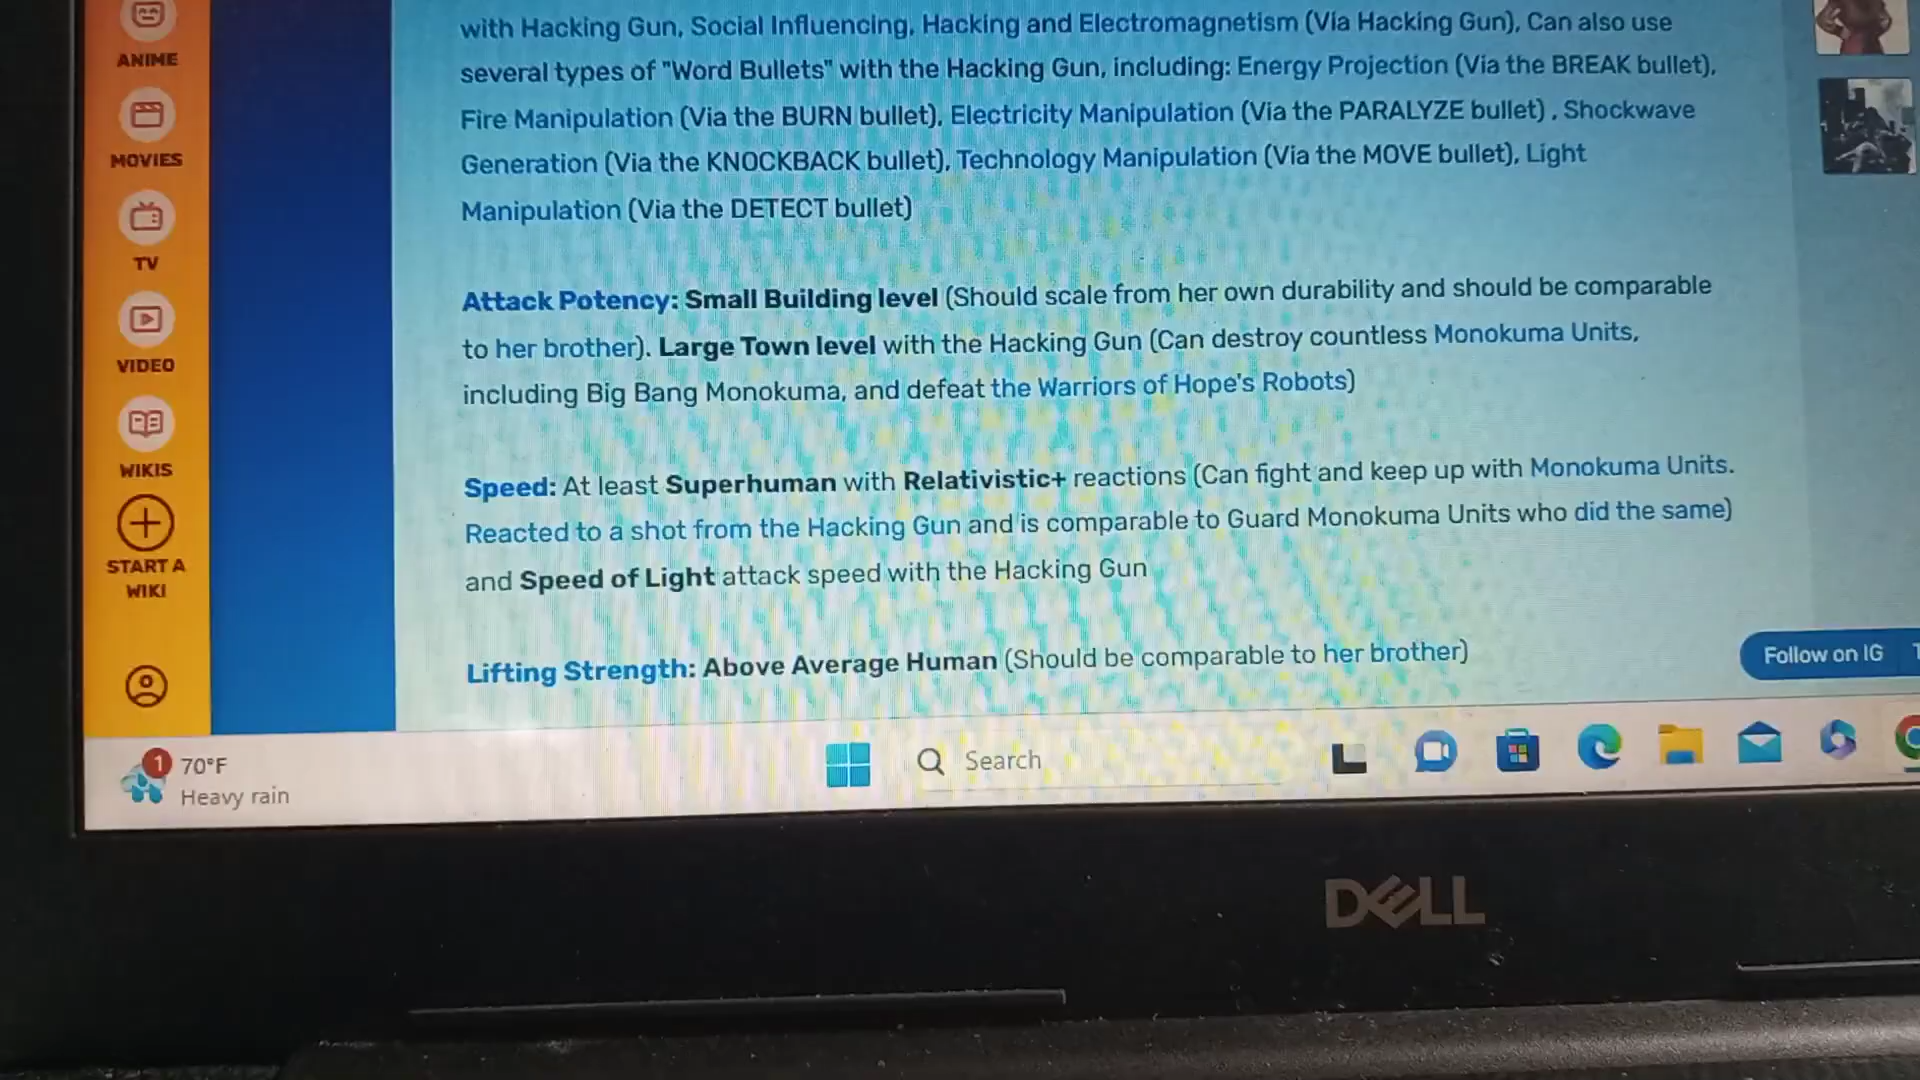 ANIME
MOVIES
TV
VIDEO
WIKIS
START A
WIKI
with Hacking Gun, Social Influencing, Hacking and Electromagnetism (Via Hacking Gun), Can also use
several types of "Word Bullets" with the Hacking Gun, including: Energy Projection (Via the BREAK bullet),
Fire Manipulation (Via the BURN bullet), Electricity Manipulation (Via the PARALYZE bullet) , Shockwave
Generation (Via the KNOCKBACK bullet), Technology Manipulation (Via the MOVE bullet), Light
Manipulation (Via the DETECT bullet)
Attack Potency: Small Building level (Should scale from her own durability and should be comparable
to her brother). Large Town level with the Hacking Gun (Can destroy countless Monokuma Units,
including Big Bang Monokuma, and defeat the Warriors of Hope's Robots)
Speed: At least Superhuman with Relativistic+ reactions (Can fight and keep up with Monokuma Units.
Reacted to a shot from the Hacking Gun and is comparable to Guard Monokuma Units who did the same)
and Speed of Light attack speed with the Hacking Gun
Lifting Strength: Above Average Human (Should be comparable to her brother)
Follow on IG
1
70°F
Heavy rain
Search
DELL